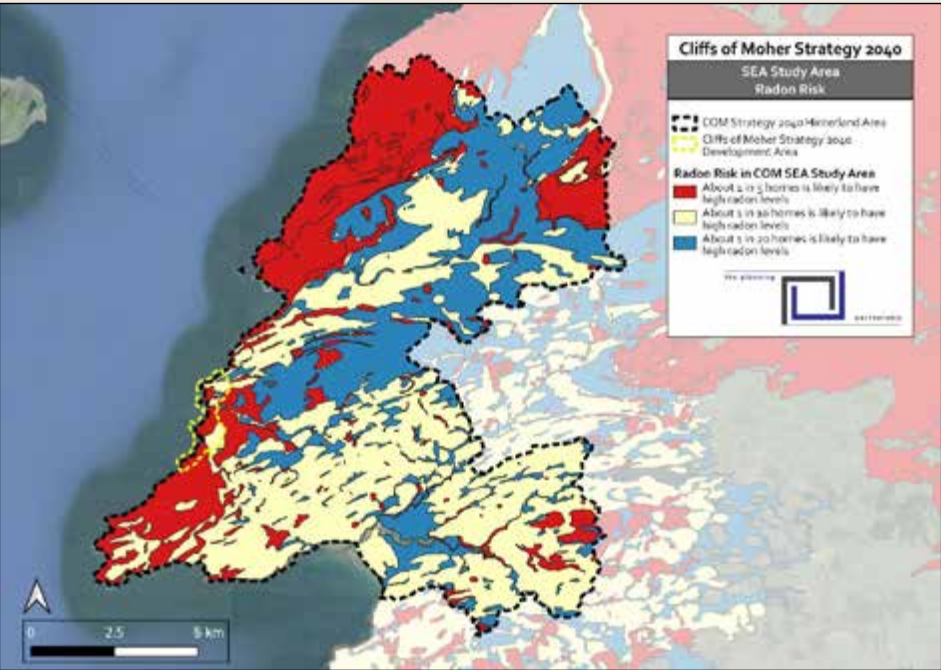 Cliffs of Moher Strategy 2040
SEA Study Area
Radon Risk
COM Strategy 2040 Hinterland Area
Cliffs of Moher Strategy 2040
Development Area
Radon Risk in COM SEA Study Area
About 1 in 5 homes is likely to have
high radon levels
About 1 in 10 homes is likely to have
high radon levels
About 1 in 20 homes is likely to have
high radon levels
the planning
partnership
0 2.5 5 km